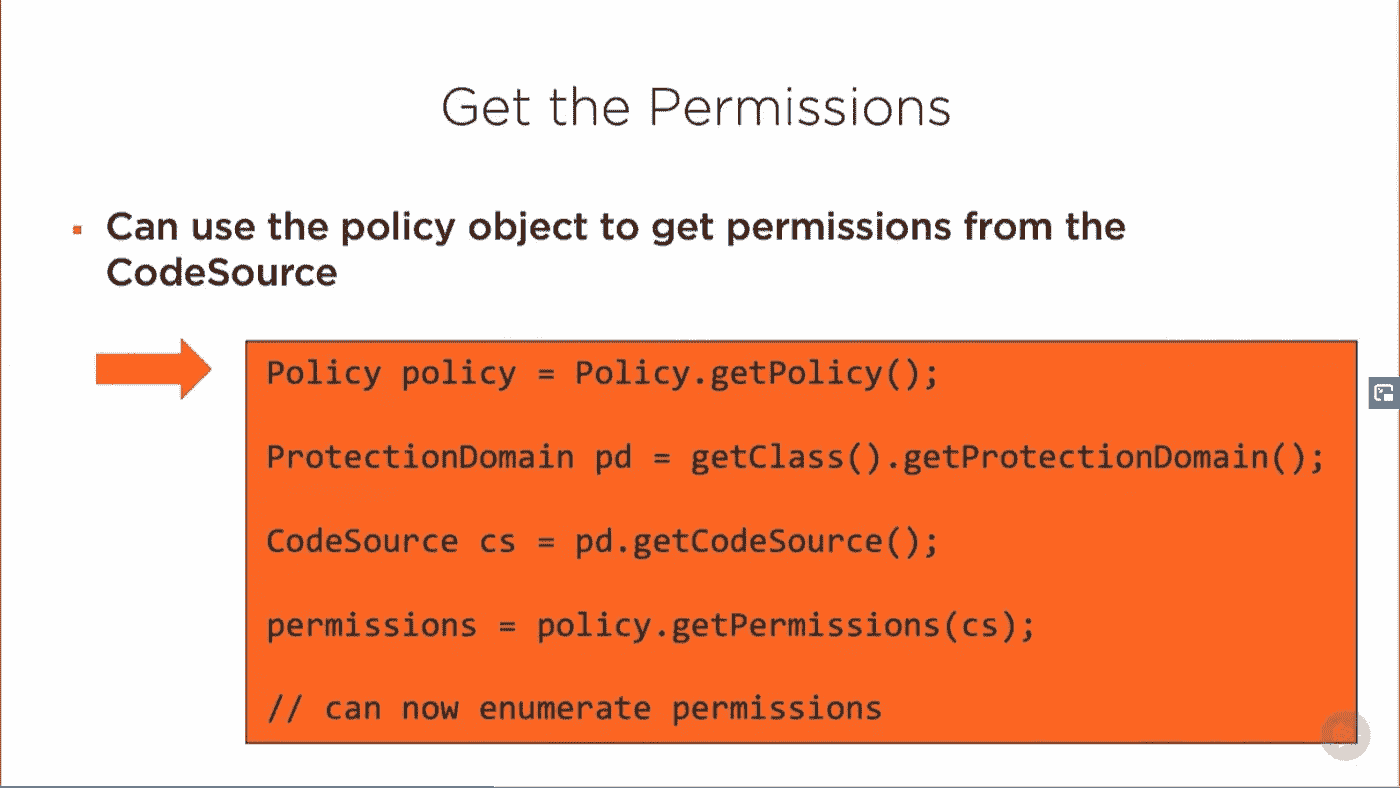 Get the Permissions
Can use the policy object to get permissions from the
CodeSource
Policy policy = Policy.getPolicy();
ProtectionDomain pd = getClass().getProtectionDomain();
CodeSource cs = pd.getCodeSource();
permissions = policy.getPermissions(cs);
// can now enumerate permissions